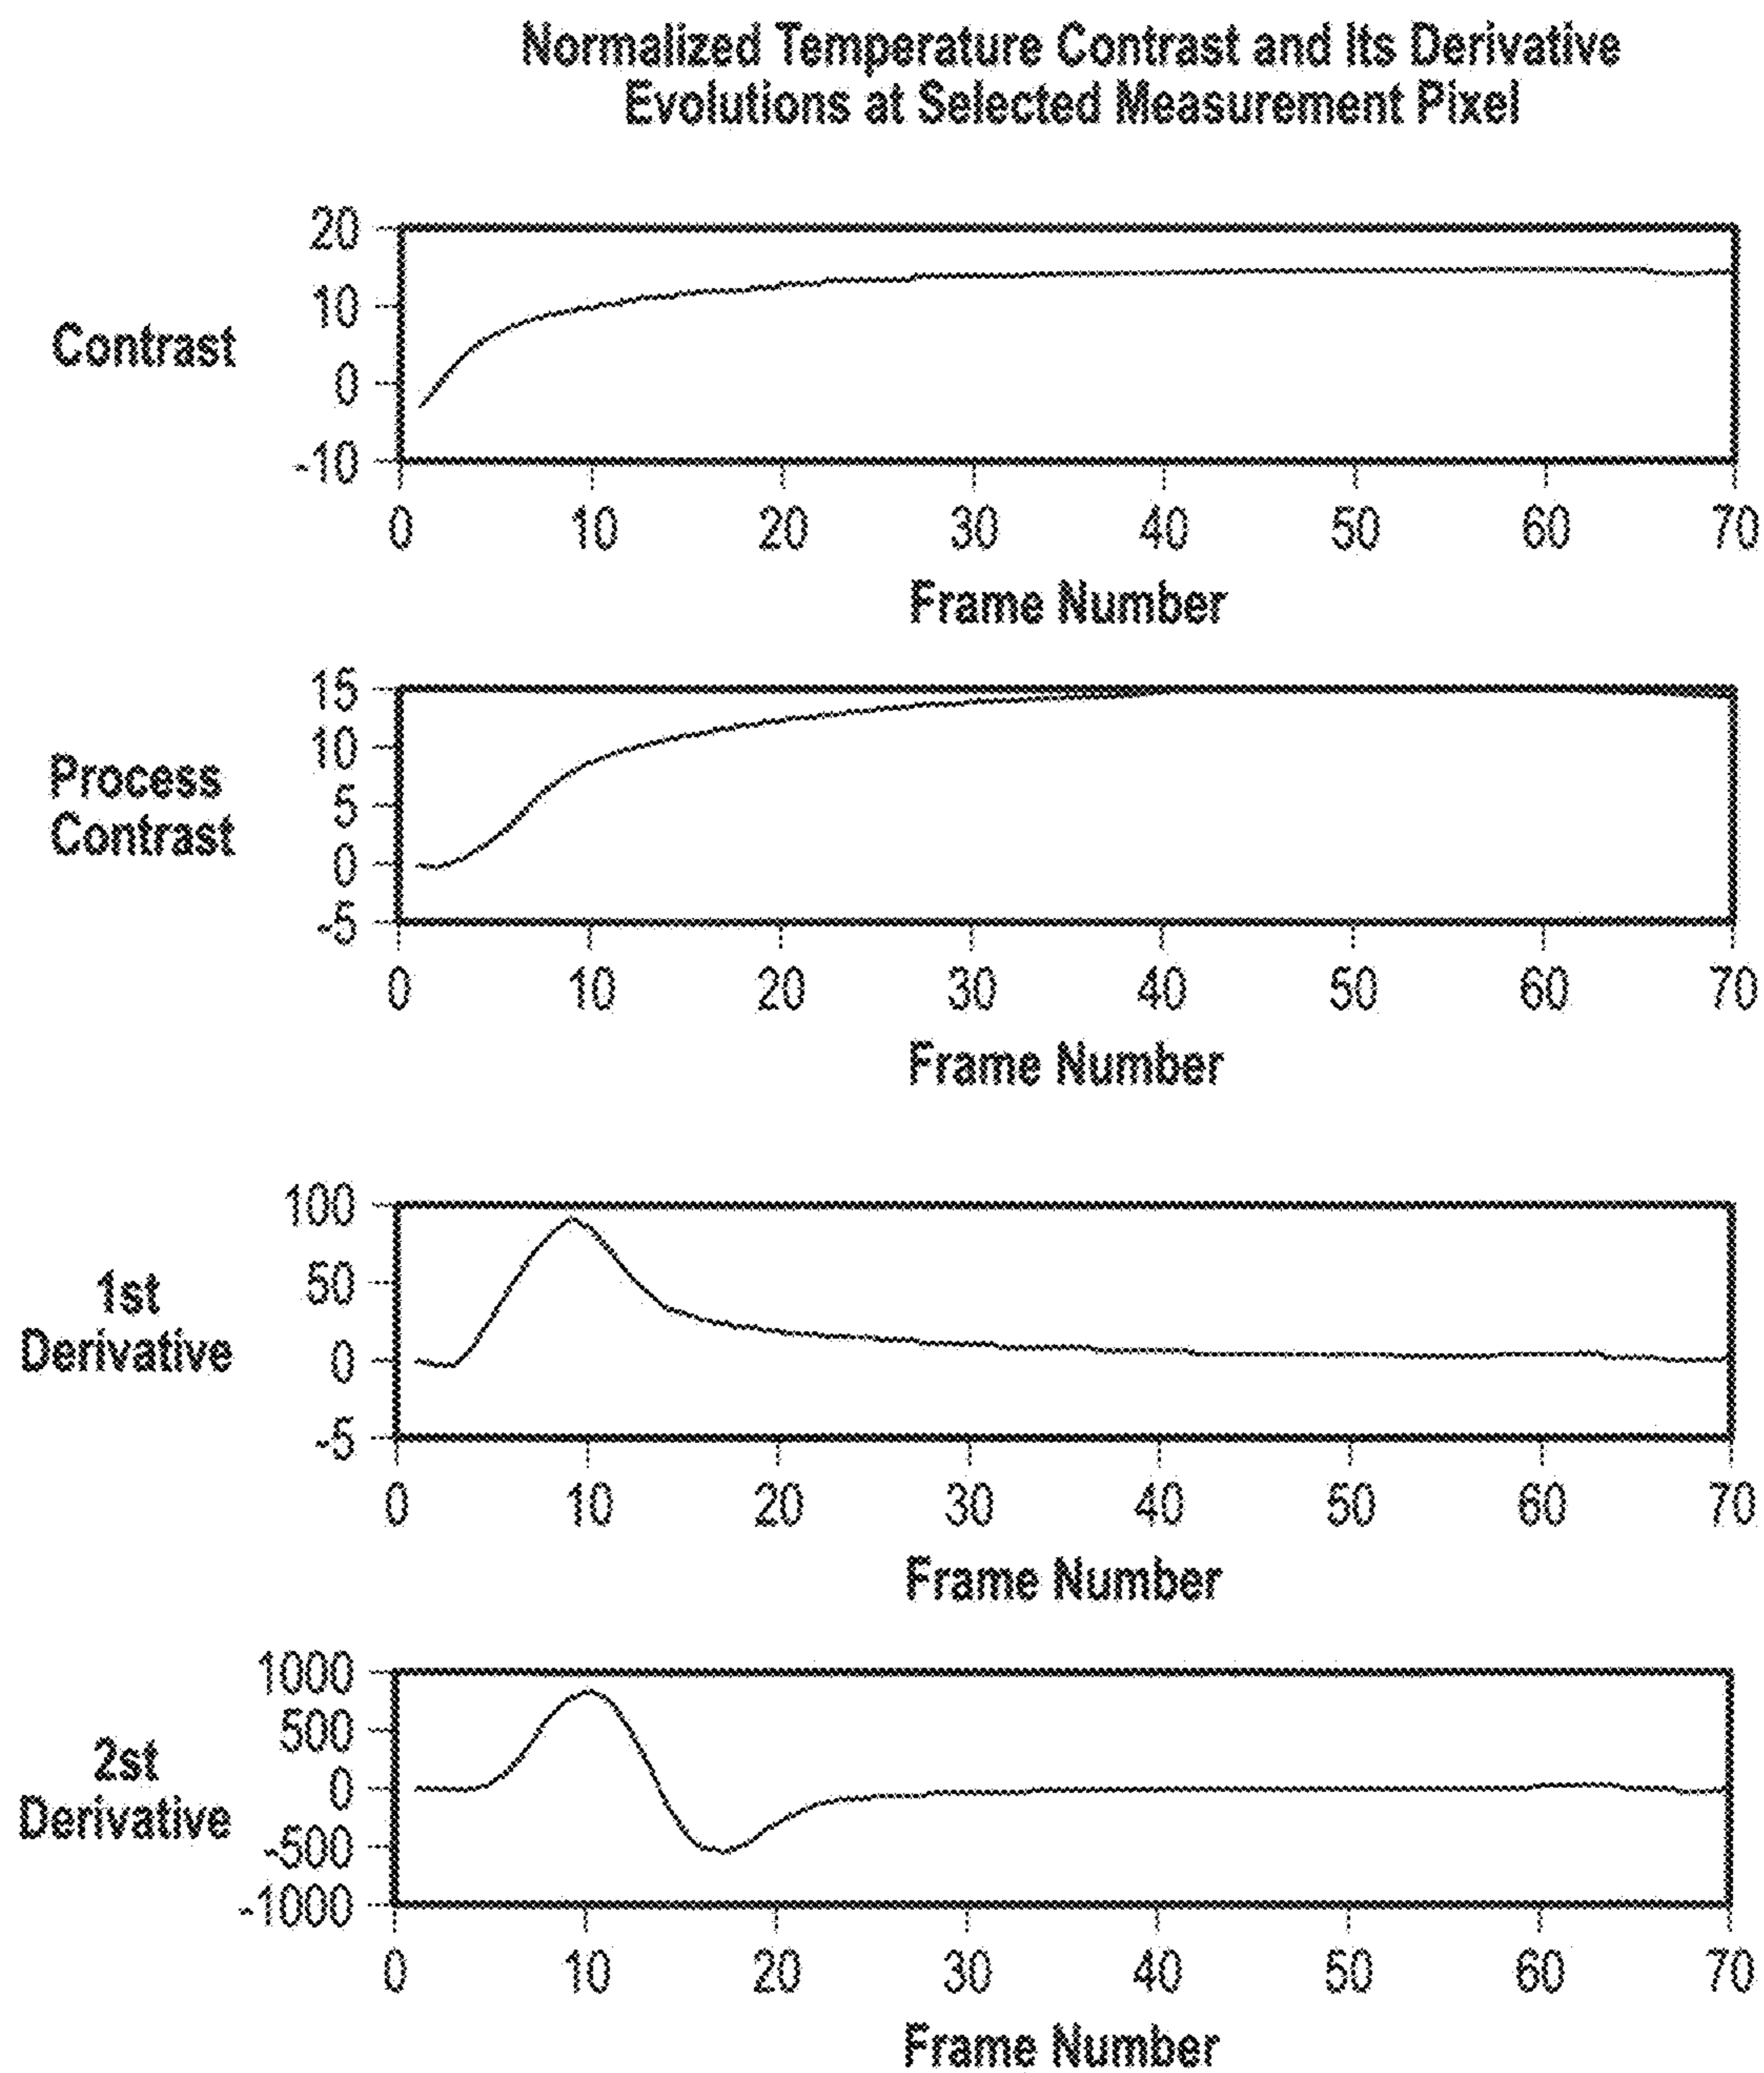 Normalized Temperature Contrast and Its Derivative
Evolutions at Selected Measurement Pixel
20
10
0
-10
Contrast
0 10 20 30 40 50 60 70
Frame Number
15
10
5
0
-5
Process
Contrast
0 10 20 30 40 50 60 70
Frame Number
100
50
0
-5
1st
Derivative
0 10 20 30 40 50 60 70
Frame Number
1000
500
0
-500
-1000
2st
Derivative
0 10 20 30 40 50 60 70
Frame Number